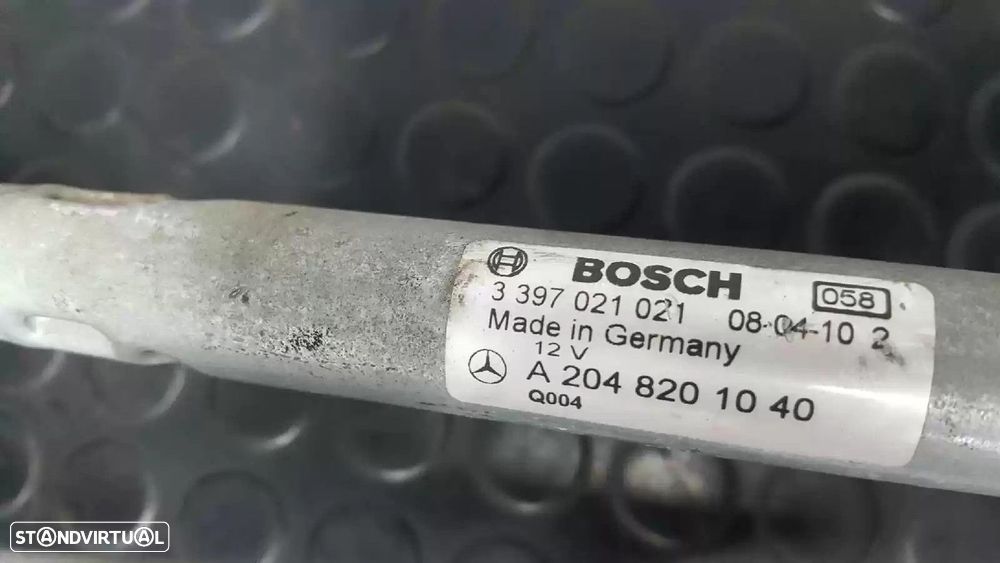 BOSCH 058
3 397 021 021 08-04-10 2
Made in Germany
12 V
A 204 820 10 40
Q004
STANDVIRTUAL